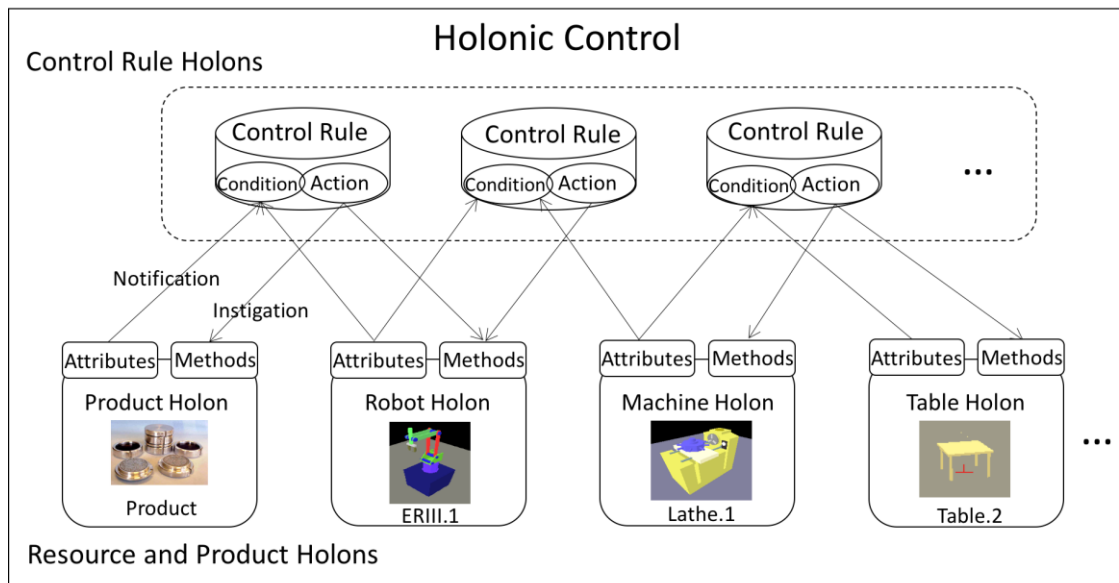 Holonic Control
Control Rule Holons
Control Rule
Control Rule
Control Rule
Condition
Action
Condition
Action
Condition
Action
...
Notification
Instigation
Attributes
Methods
Attributes
Methods
Attributes
Methods
Attributes
Methods
Product Holon
Robot Holon
Machine Holon
Table Holon
...
Product
ERIII.1
Lathe.1
Table.2
Resource and Product Holons